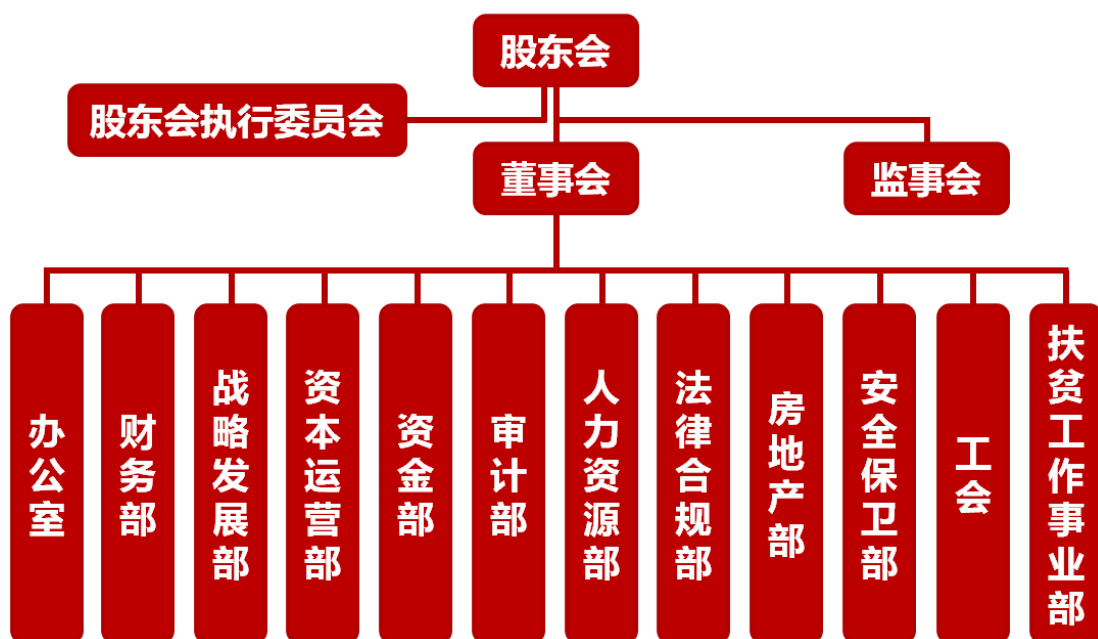 股东会
股东会执行委员会
董事会
监事会
办公室
财务部
战略发展部
资本运营部
资金部
审计部
人力资源部
法律合规部
房地产部
安全保卫部
工会
扶贫工作事业部